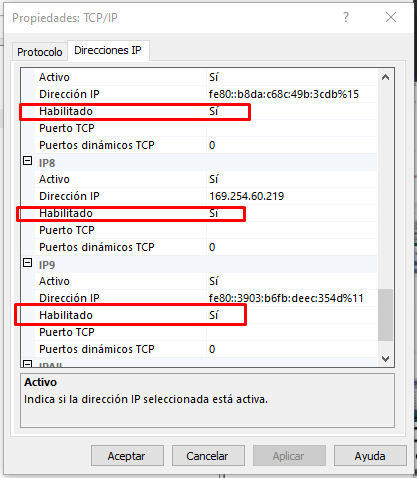 Propiedades: TCP/IP
Protocolo Direcciones IP
Activo Sí
Dirección IP fe80::b8da:c68c:49b:3cdb%15
Habilitado Sí
Puerto TCP
Puertos dinámicos TCP 0
IP8
Activo Sí
Dirección IP 169.254.60.219
Habilitado Sí
Puerto TCP
Puertos dinámicos TCP 0
IP9
Activo Sí
Dirección IP fe80::3903:b6fb:deec:354d%11
Habilitado Sí
Puerto TCP
Puertos dinámicos TCP 0
IPAll
Activo
Indica si la dirección IP seleccionada está activa.
Aceptar Cancelar Aplicar Ayuda